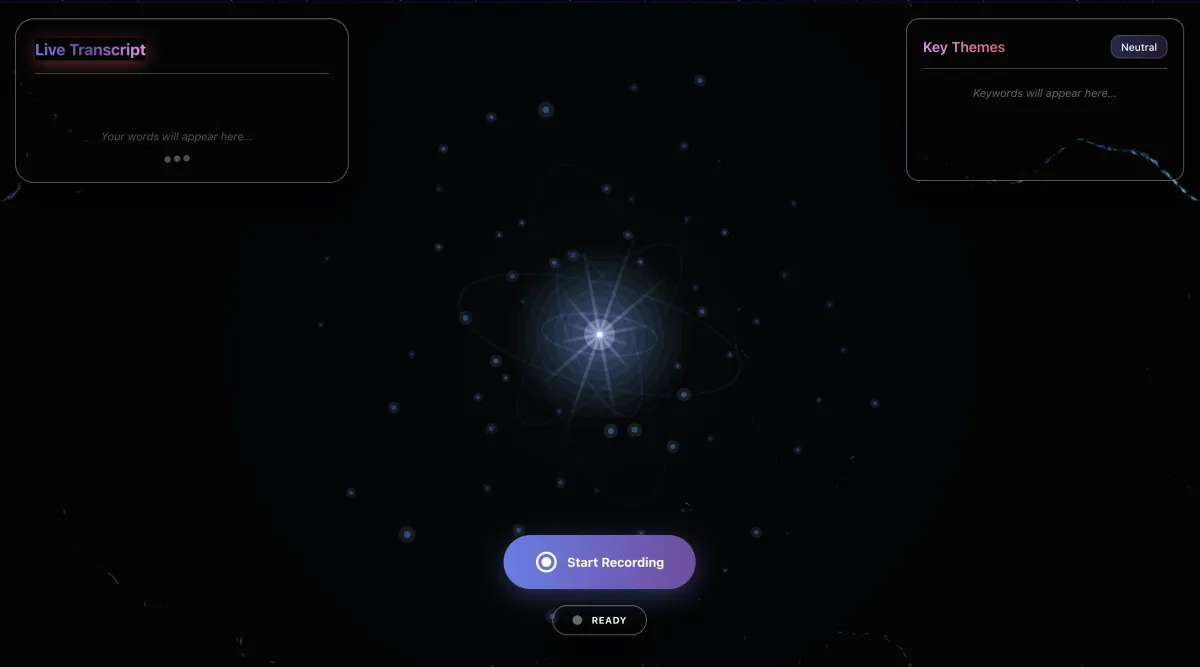 Live Transcript
Your words will appear here...
Key Themes
Neutral
Keywords will appear here...
Start Recording
READY